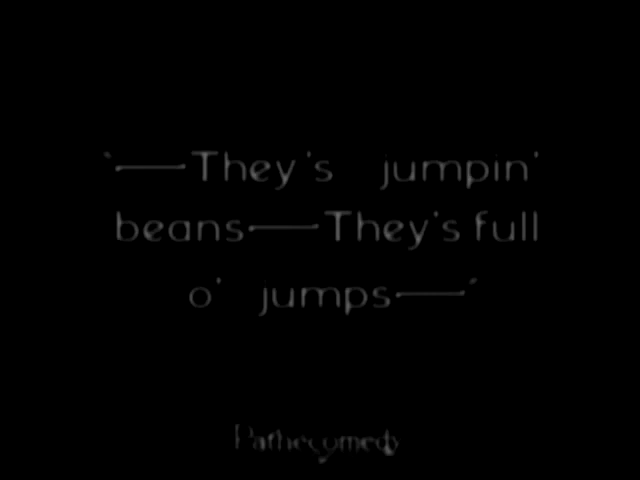 ‘—They's jumpin'
beans—They's full
o' jumps—’
Pathecomedy